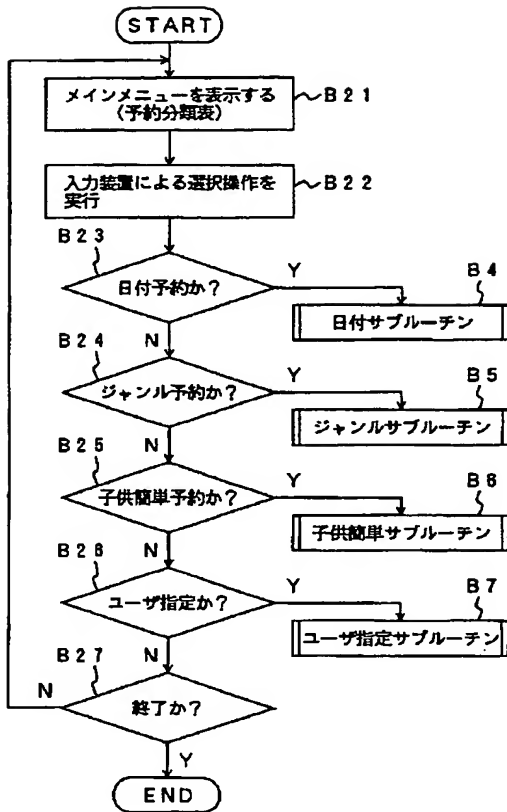 START
メインメニューを表示する
(予約分類表)
B21
入力装置による選択操作を
実行
B22
B23
日付予約か?
Y
B4
日付サブルーチン
N
B24
ジャンル予約か?
Y
B5
ジャンルサブルーチン
N
B25
子供簡単予約か?
Y
B6
子供簡単サブルーチン
N
B26
ユーザ指定か?
Y
B7
ユーザ指定サブルーチン
N
B27
N
終了か?
Y
END